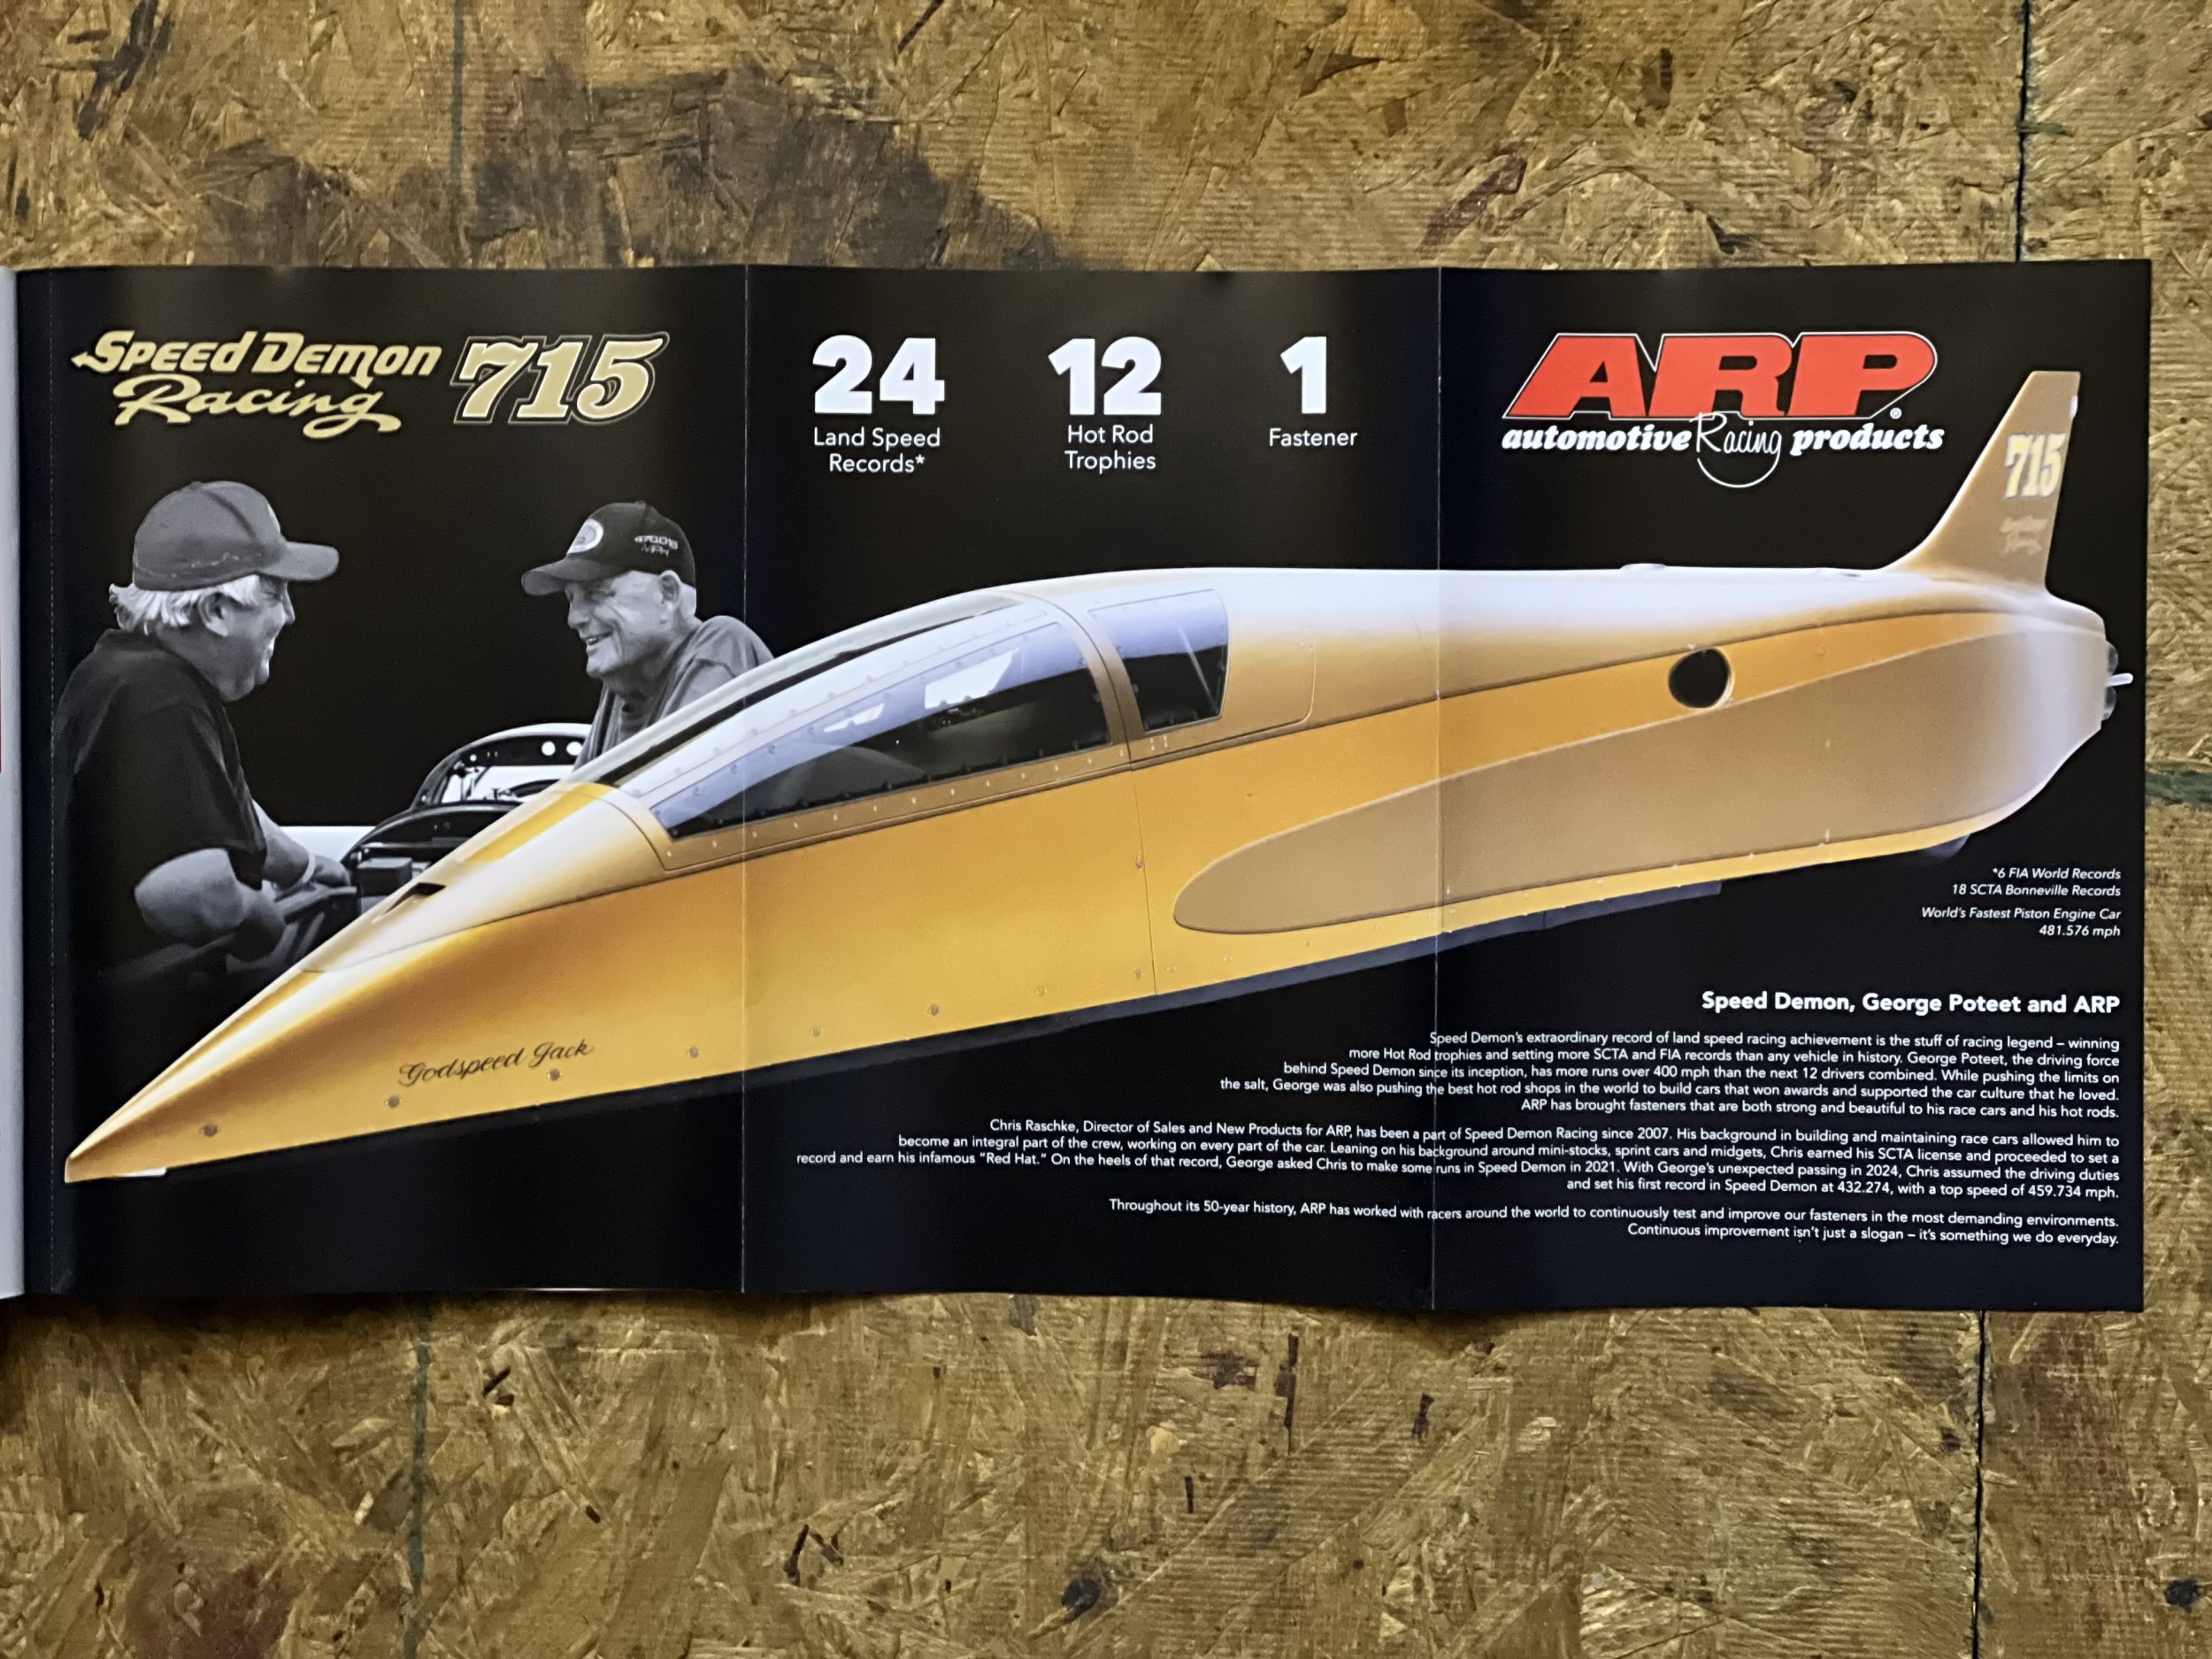 Speed Demon
Racing
715
24
Land Speed
Records*
12
Hot Rod
Trophies
1
Fastener
ARP®
automotive Racing products
715
Godspeed Jack
*6 FIA World Records
18 SCTA Bonneville Records
World's Fastest Piston Engine Car
481.576 mph
Speed Demon, George Poteet and ARP
Speed Demon's extraordinary record of land speed racing achievement is the stuff of racing legend – winning
more Hot Rod trophies and setting more SCTA and FIA records than any vehicle in history. George Poteet, the driving force
behind Speed Demon since its inception, has more runs over 400 mph than the next 12 drivers combined. While pushing the limits on
the salt, George was also pushing the best hot rod shops in the world to build cars that won awards and supported the car culture that he loved.
ARP has brought fasteners that are both strong and beautiful to his race cars and his hot rods.
Chris Raschke, Director of Sales and New Products for ARP, has been a part of Speed Demon Racing since 2007. His background in building and maintaining race cars allowed him to
become an integral part of the crew, working on every part of the car. Leaning on his background around mini-stocks, sprint cars and midgets, Chris earned his SCTA license and proceeded to set a
record and earn his infamous "Red Hat." On the heels of that record, George asked Chris to make some runs in Speed Demon in 2021. With George's unexpected passing in 2024, Chris assumed the driving duties
and set his first record in Speed Demon at 432.274, with a top speed of 459.734 mph.
Throughout its 50-year history, ARP has worked with racers around the world to continuously test and improve our fasteners in the most demanding environments.
Continuous improvement isn't just a slogan – it's something we do everyday.